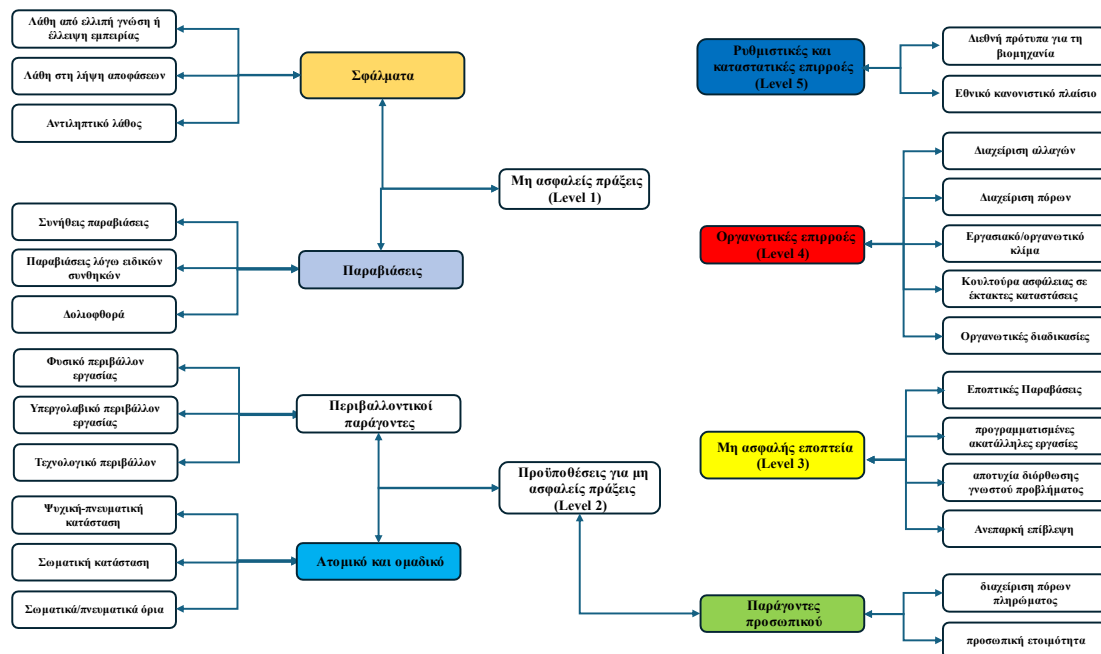 Λάθη από ελλιπή γνώση ή
έλλειψη εμπειρίας
Λάθη στη λήψη αποφάσεων
Αντιληπτικό λάθος
Σφάλματα
Μη ασφαλείς πράξεις
(Level 1)
Συνήθεις παραβιάσεις
Παραβιάσεις λόγω ειδικών
συνθηκών
Δολιοφθορά
Παραβιάσεις
Φυσικό περιβάλλον
εργασίας
Υπεργολαβικό περιβάλλον
εργασίας
Τεχνολογικό περιβάλλον
Περιβαλλοντικοί
παράγοντες
Προϋποθέσεις για μη
ασφαλείς πράξεις
(Level 2)
Ψυχική-πνευματική
κατάσταση
Σωματική κατάσταση
Σωματικά/πνευματικά όρια
Ατομικό και ομαδικό
Ρυθμιστικές και
καταστατικές επιρροές
(Level 5)
Διεθνή πρότυπα για τη
βιομηχανία
Εθνικό κανονιστικό πλαίσιο
Οργανωτικές επιρροές
(Level 4)
Διαχείριση αλλαγών
Διαχείριση πόρων
Εργασιακό/οργανωτικό
κλίμα
Κουλτούρα ασφάλειας σε
έκτακτες καταστάσεις
Οργανωτικές διαδικασίες
Μη ασφαλής εποπτεία
(Level 3)
Εποπτικές Παραβάσεις
προγραμματισμένες
ακατάλληλες εργασίες
αποτυχία διόρθωσης
γνωστού προβλήματος
Ανεπαρκή επίβλεψη
Παράγοντες
προσωπικού
διαχείριση πόρων
πληρώματος
προσωπική ετοιμότητα